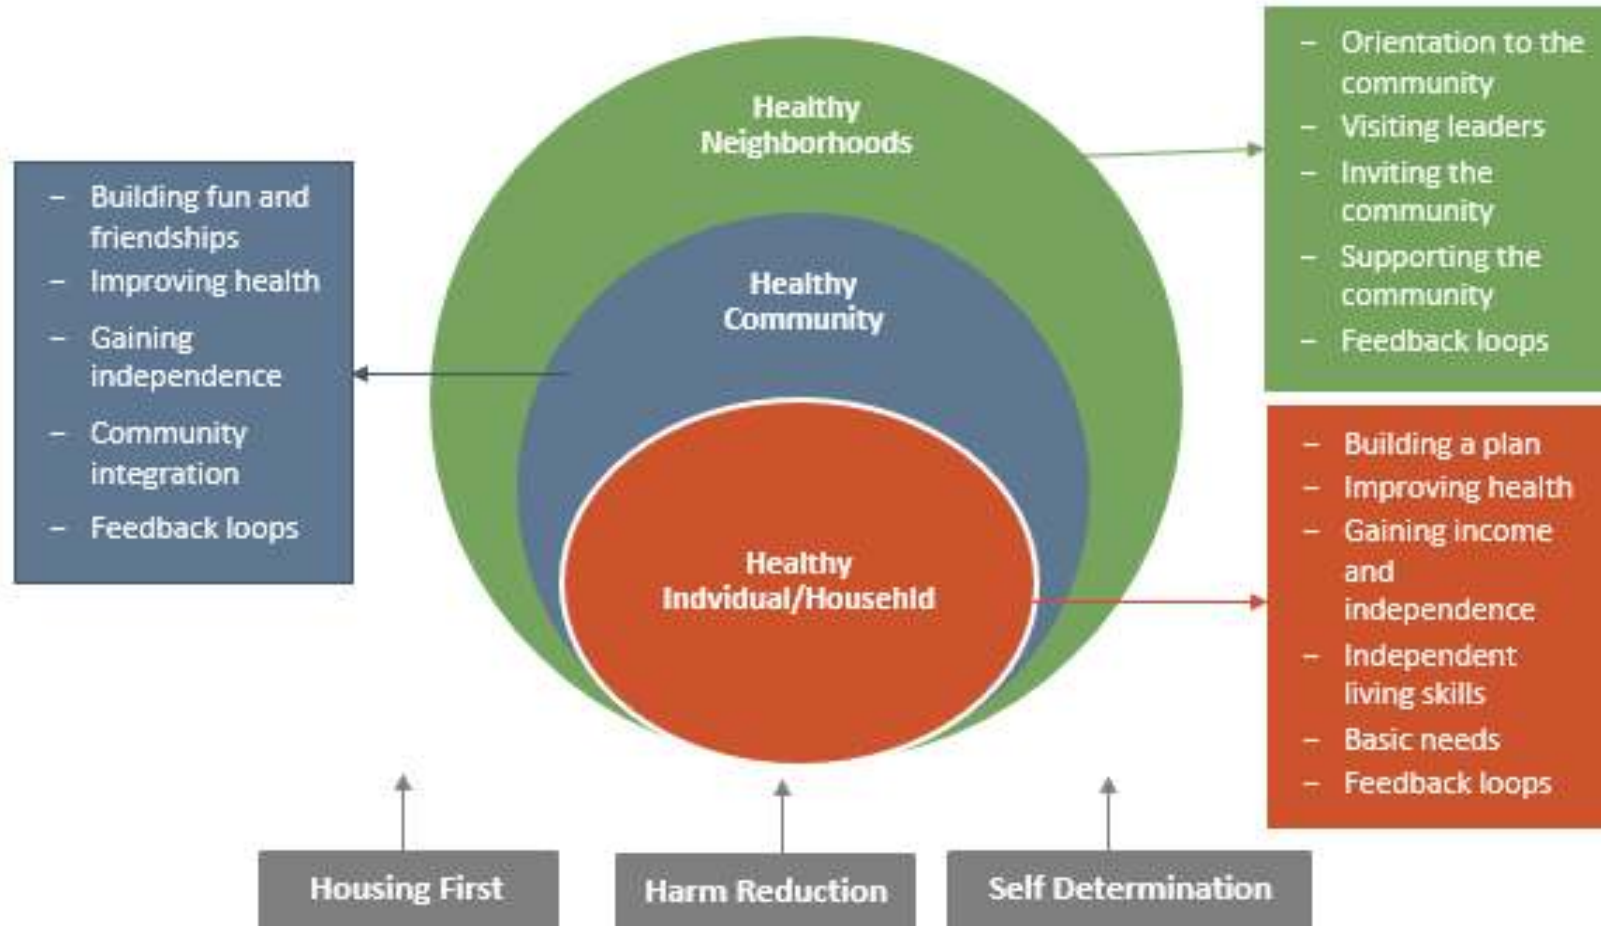 Healthy
Neighborhoods
Healthy
Community
Healthy
Indvidual/Househld
– Building fun and
friendships
– Improving health
– Gaining
independence
– Community
integration
– Feedback loops
– Orientation to the
community
– Visiting leaders
– Inviting the
community
– Supporting the
community
– Feedback loops
– Building a plan
– Improving health
– Gaining income
and
independence
– Independent
living skills
– Basic needs
– Feedback loops
Housing First
Harm Reduction
Self Determination